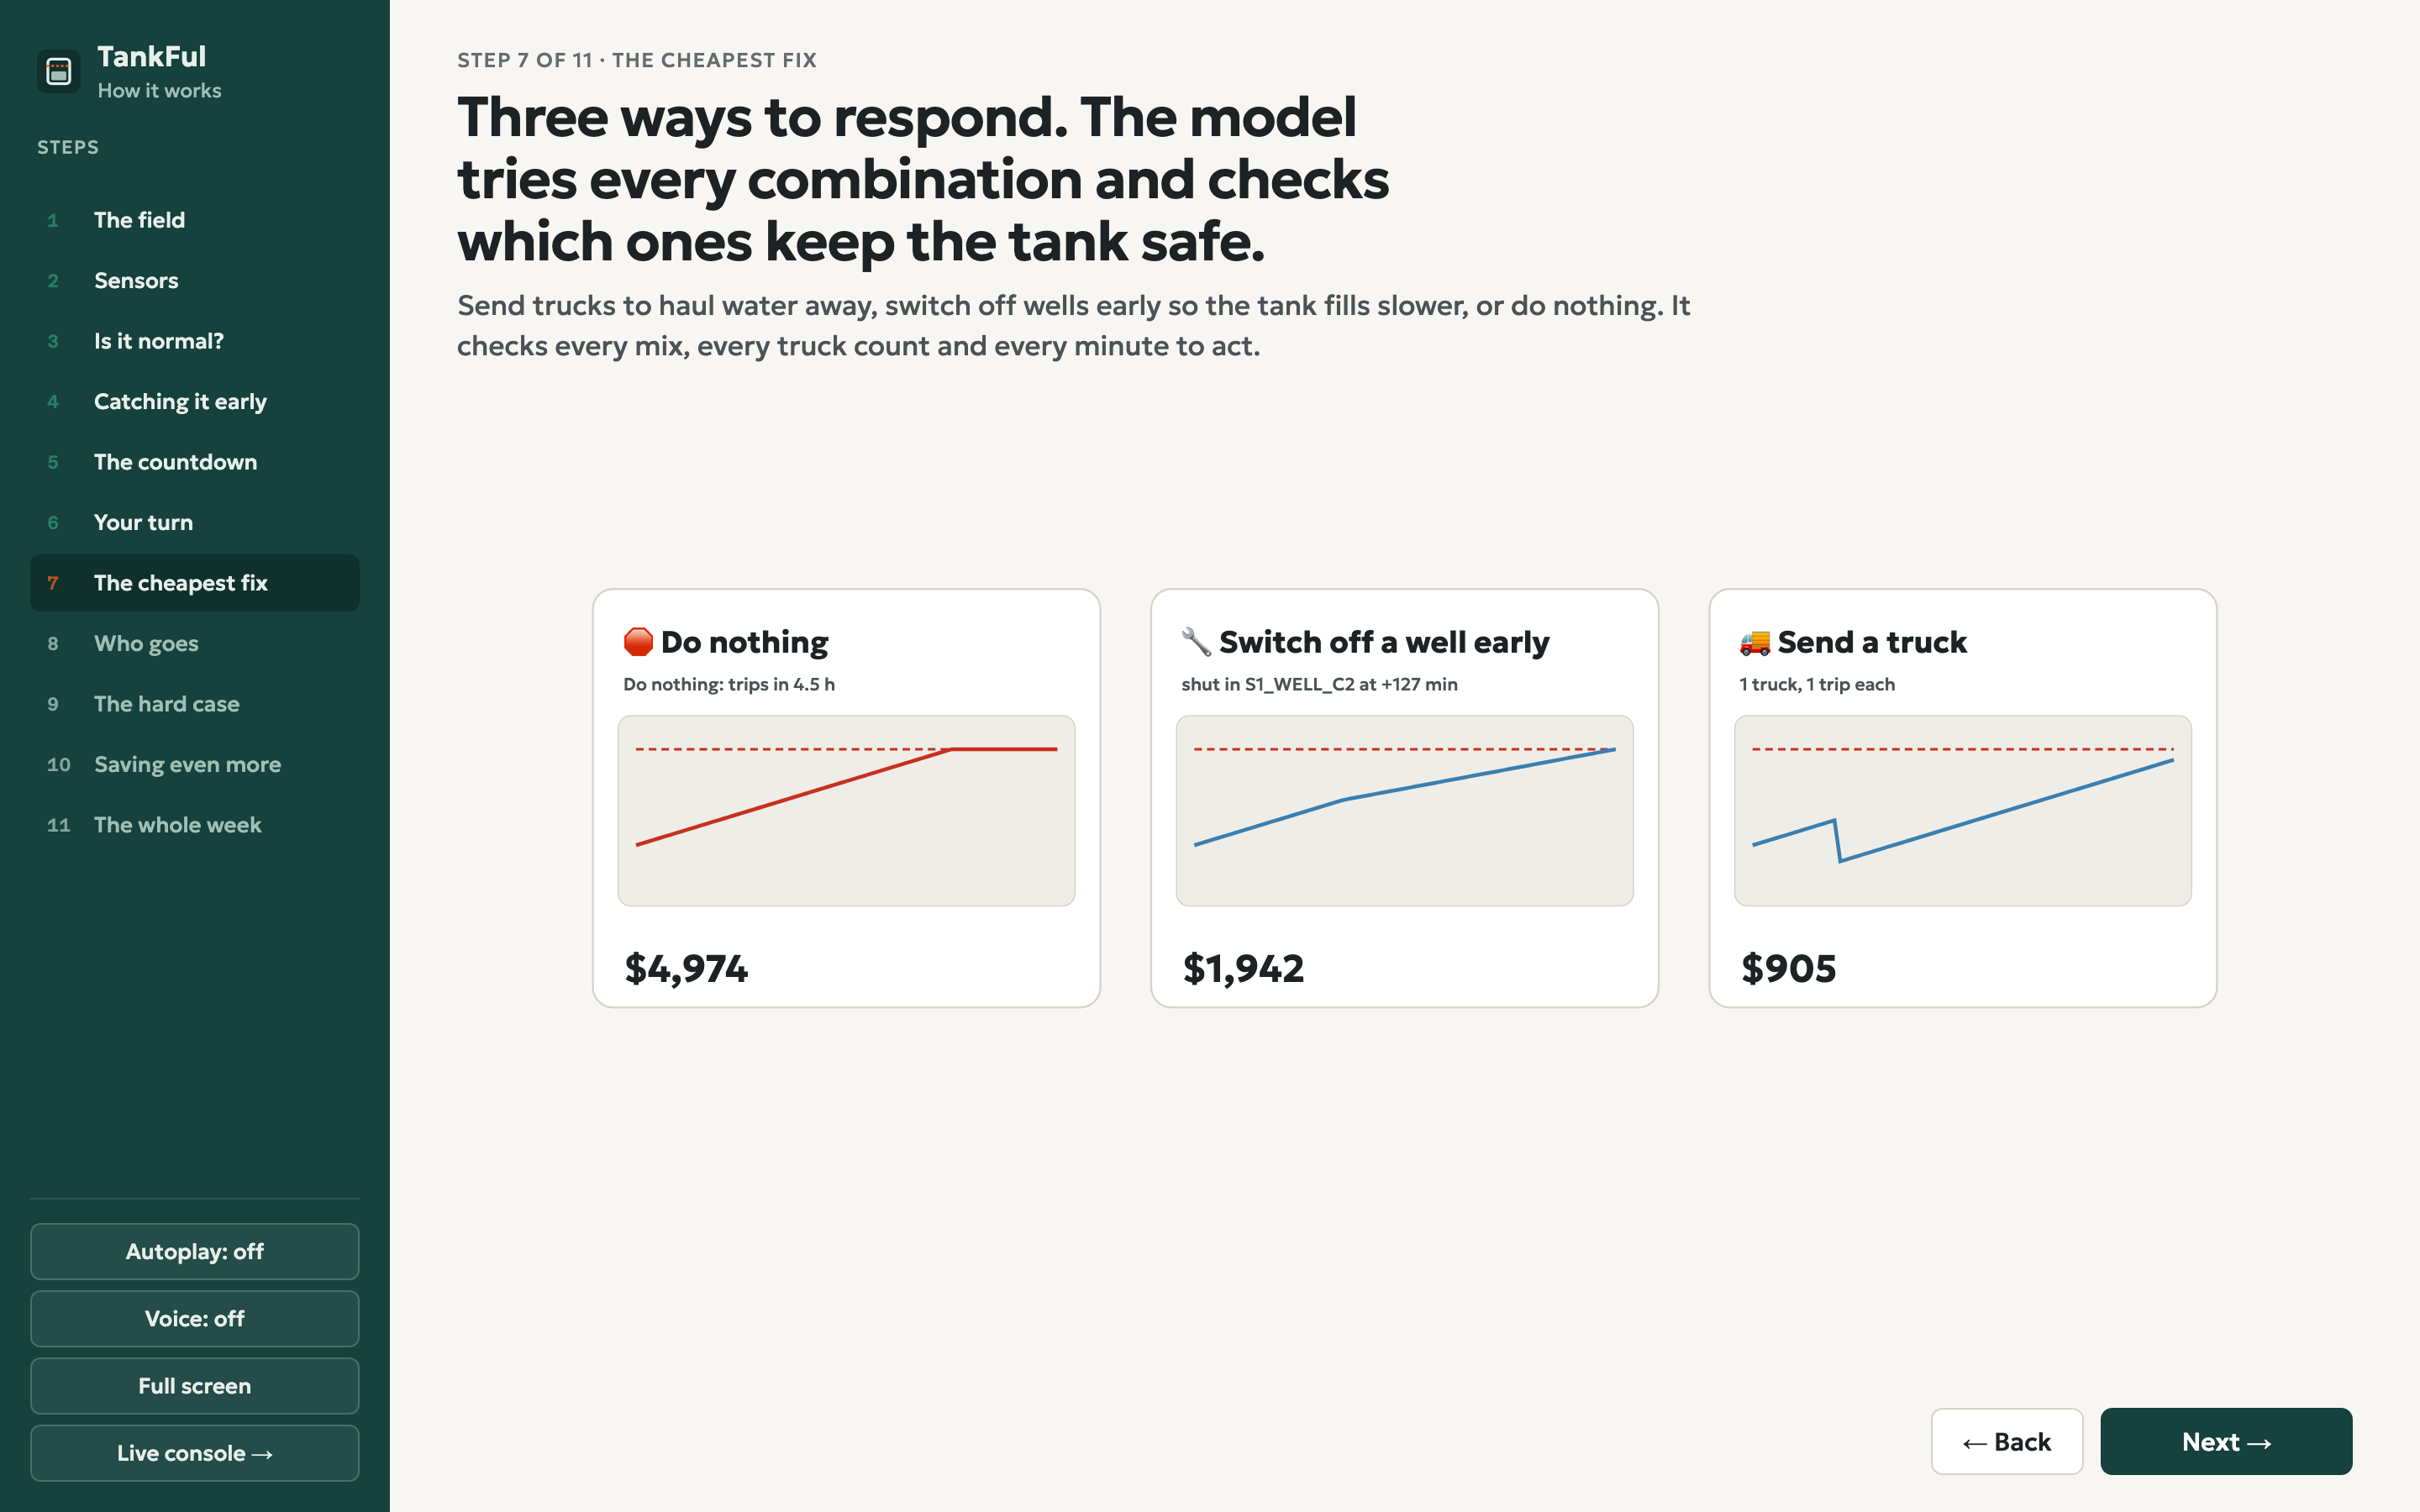 TankFul
How it works
STEPS
1 The field
2 Sensors
3 Is it normal?
4 Catching it early
5 The countdown
6 Your turn
7 The cheapest fix
8 Who goes
9 The hard case
10 Saving even more
11 The whole week
Autoplay: off
Voice: off
Full screen
Live console →
STEP 7 OF 11 · THE CHEAPEST FIX
Three ways to respond. The model
tries every combination and checks
which ones keep the tank safe.
Send trucks to haul water away, switch off wells early so the tank fills slower, or do nothing. It
checks every mix, every truck count and every minute to act.
Do nothing
Do nothing: trips in 4.5 h
$4,974
Switch off a well early
shut in S1_WELL_C2 at +127 min
$1,942
Send a truck
1 truck, 1 trip each
$905
← Back
Next →